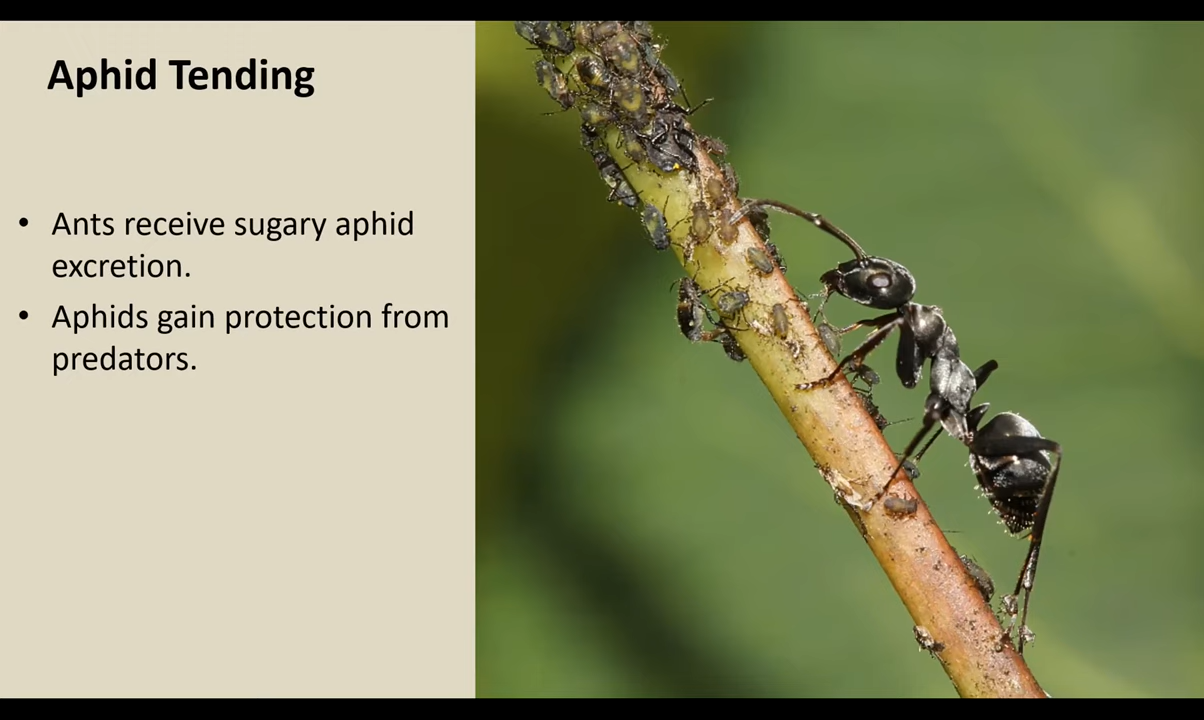 Aphid Tending
• Ants receive sugary aphid
excretion.
• Aphids gain protection from
predators.